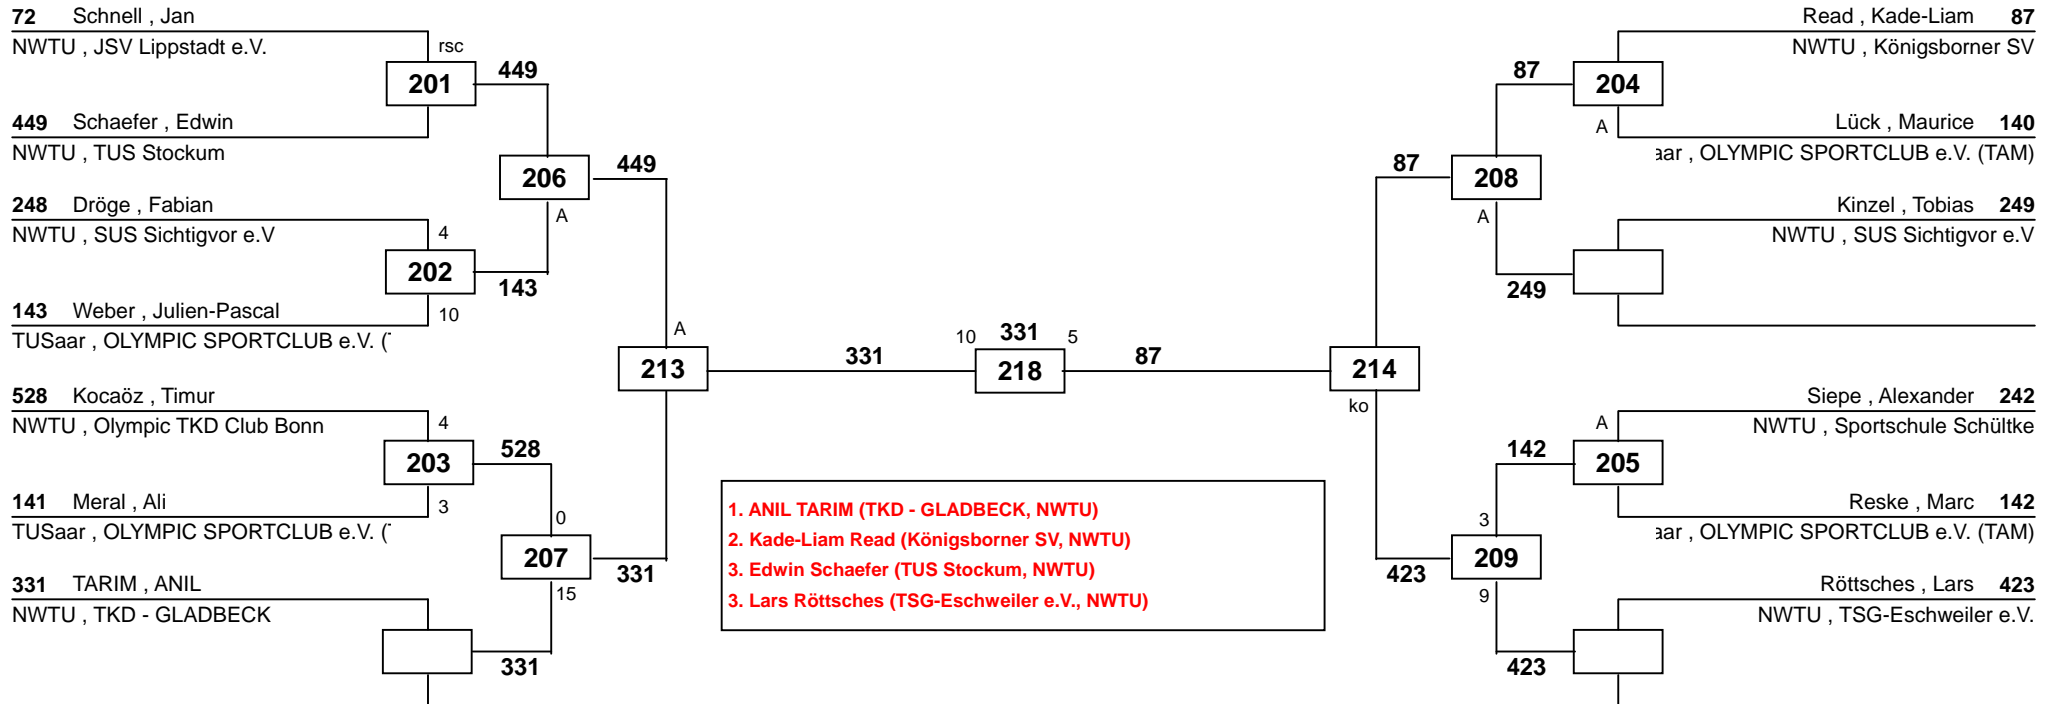 72 Schnell , Jan
NWTU , JSV Lippstadt e.V.
rsc
201
449
449 Schaefer , Edwin
NWTU , TUS Stockum
206
449
A
248 Dröge , Fabian
NWTU , SUS Sichtigvor e.V
4
202
143
10
143 Weber , Julien-Pascal
TUSaar , OLYMPIC SPORTCLUB e.V. (
A
213
331
528 Kocaöz , Timur
NWTU , Olympic TKD Club Bonn
4
203
528
3
141 Meral , Ali
TUSaar , OLYMPIC SPORTCLUB e.V. (
0
207
331
15
331 TARIM , ANIL
NWTU , TKD - GLADBECK
331
10 331 5
218
87
1. ANIL TARIM (TKD - GLADBECK, NWTU)
2. Kade-Liam Read (Königsborner SV, NWTU)
3. Edwin Schaefer (TUS Stockum, NWTU)
3. Lars Röttsches (TSG-Eschweiler e.V., NWTU)
Read , Kade-Liam 87
NWTU , Königsborner SV
87
204
A
Lück , Maurice 140
aar , OLYMPIC SPORTCLUB e.V. (TAM)
87
208
A
Kinzel , Tobias 249
NWTU , SUS Sichtigvor e.V
249
214
ko
Siepe , Alexander 242
NWTU , Sportschule Schültke
A
142
205
Reske , Marc 142
aar , OLYMPIC SPORTCLUB e.V. (TAM)
3
209
423
9
Röttsches , Lars 423
NWTU , TSG-Eschweiler e.V.
423